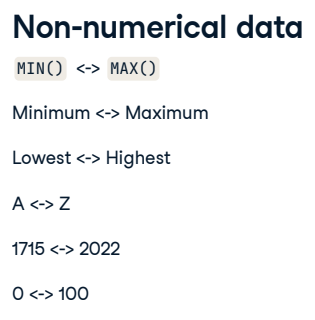 Non-numerical data
MIN() <-> MAX()
Minimum <-> Maximum
Lowest <-> Highest
A <-> Z
1715 <-> 2022
0 <-> 100